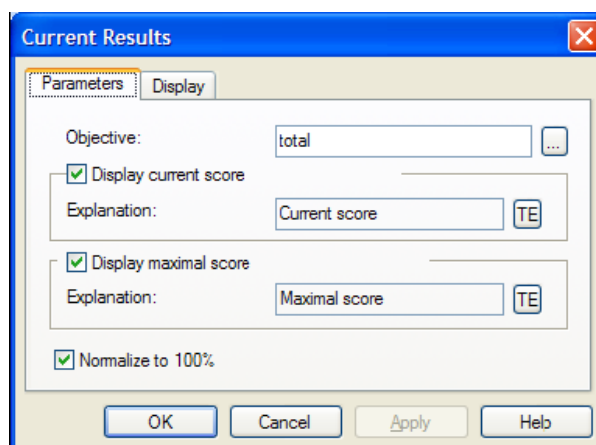 Current Results
Parameters Display
Objective: total ...
Display current score
Explanation: Current score TE
Display maximal score
Explanation: Maximal score TE
Normalize to 100%
OK Cancel Apply Help